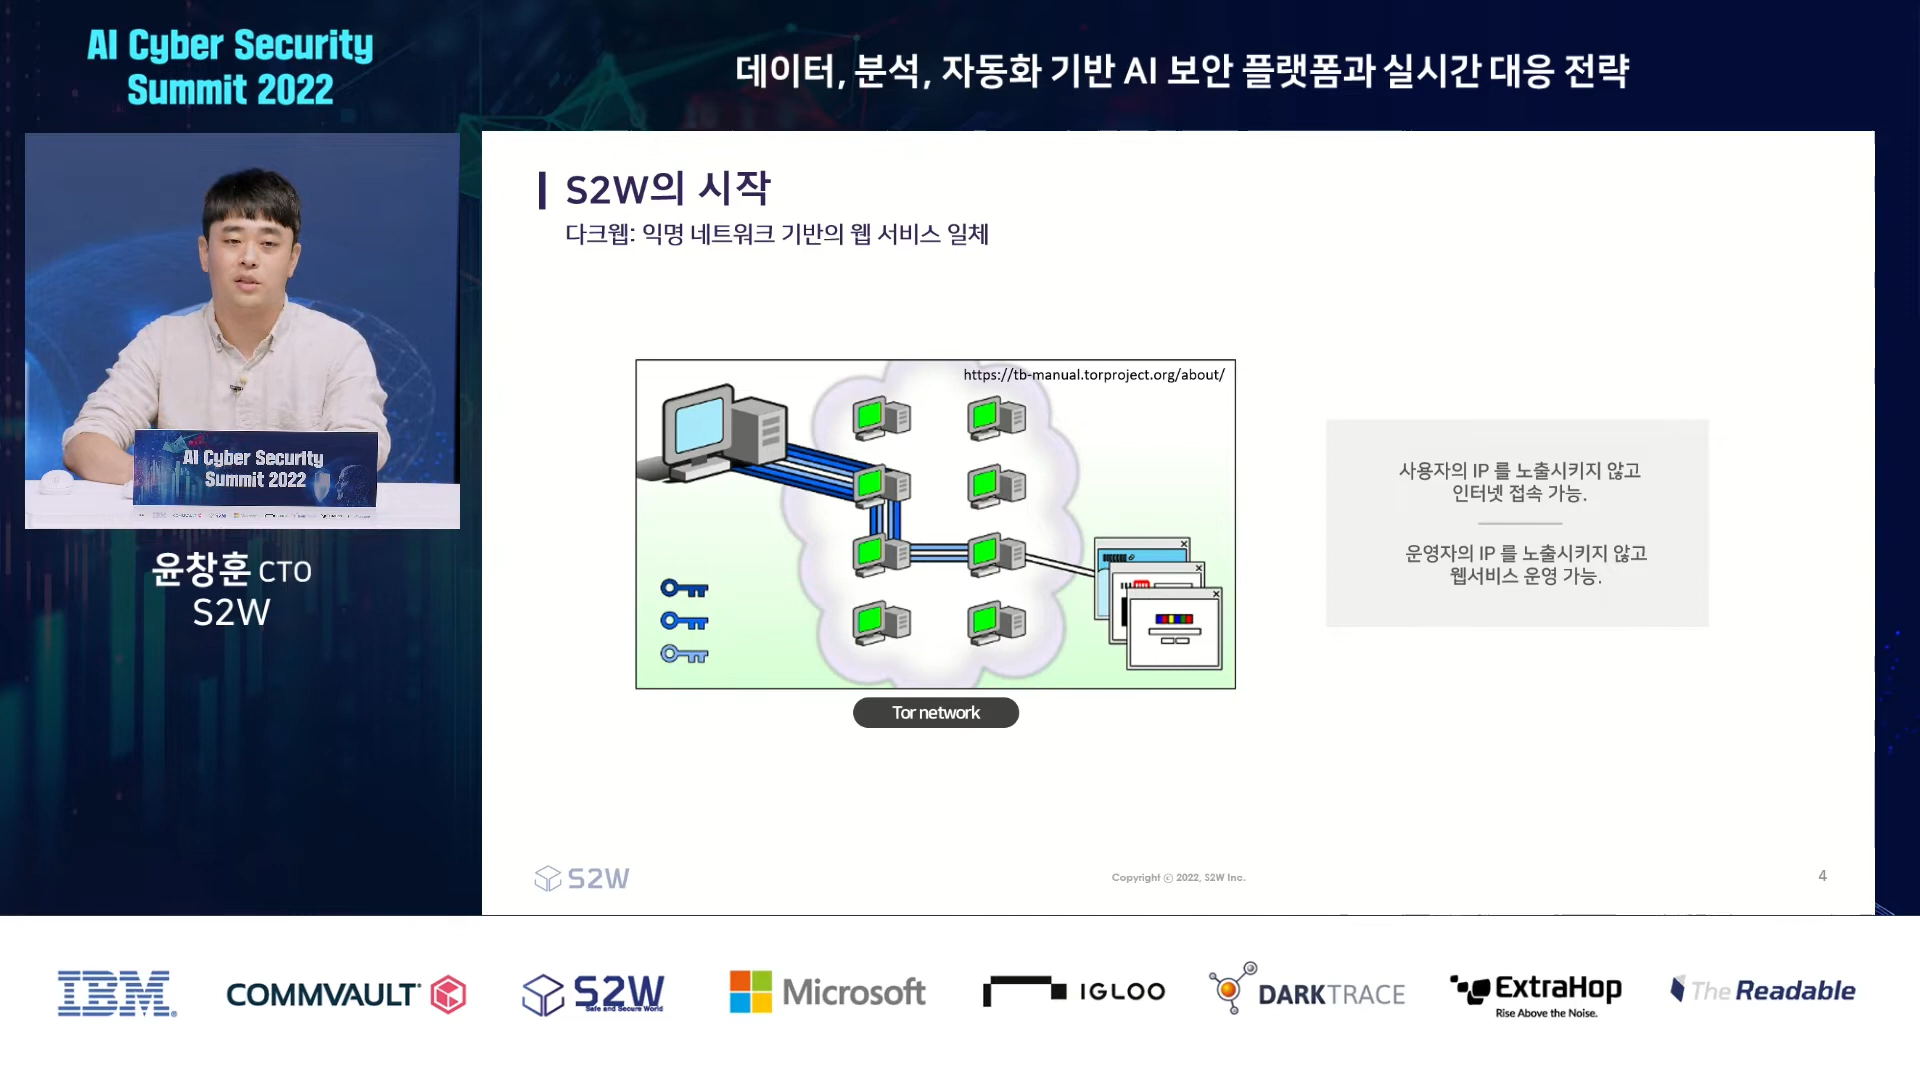 AI Cyber Security
Summit 2022
데이터, 분석, 자동화 기반 AI 보안 플랫폼과 실시간 대응 전략
AI Cyber Security
Summit 2022
윤창훈 CTO
S2W
S2W의 시작
다크웹: 익명 네트워크 기반의 웹 서비스 일체
https://tb-manual.torproject.org/about/
Tor network
사용자의 IP 를 노출시키지 않고
인터넷 접속 가능.
운영자의 IP 를 노출시키지 않고
웹서비스 운영 가능.
S2W
Copyright ⓒ 2022, S2W Inc.
4
IBM
COMMVAULT
S2W
Safe and Secure World
Microsoft
IGLOO
DARKTRACE
ExtraHop
Rise Above the Noise.
The Readable